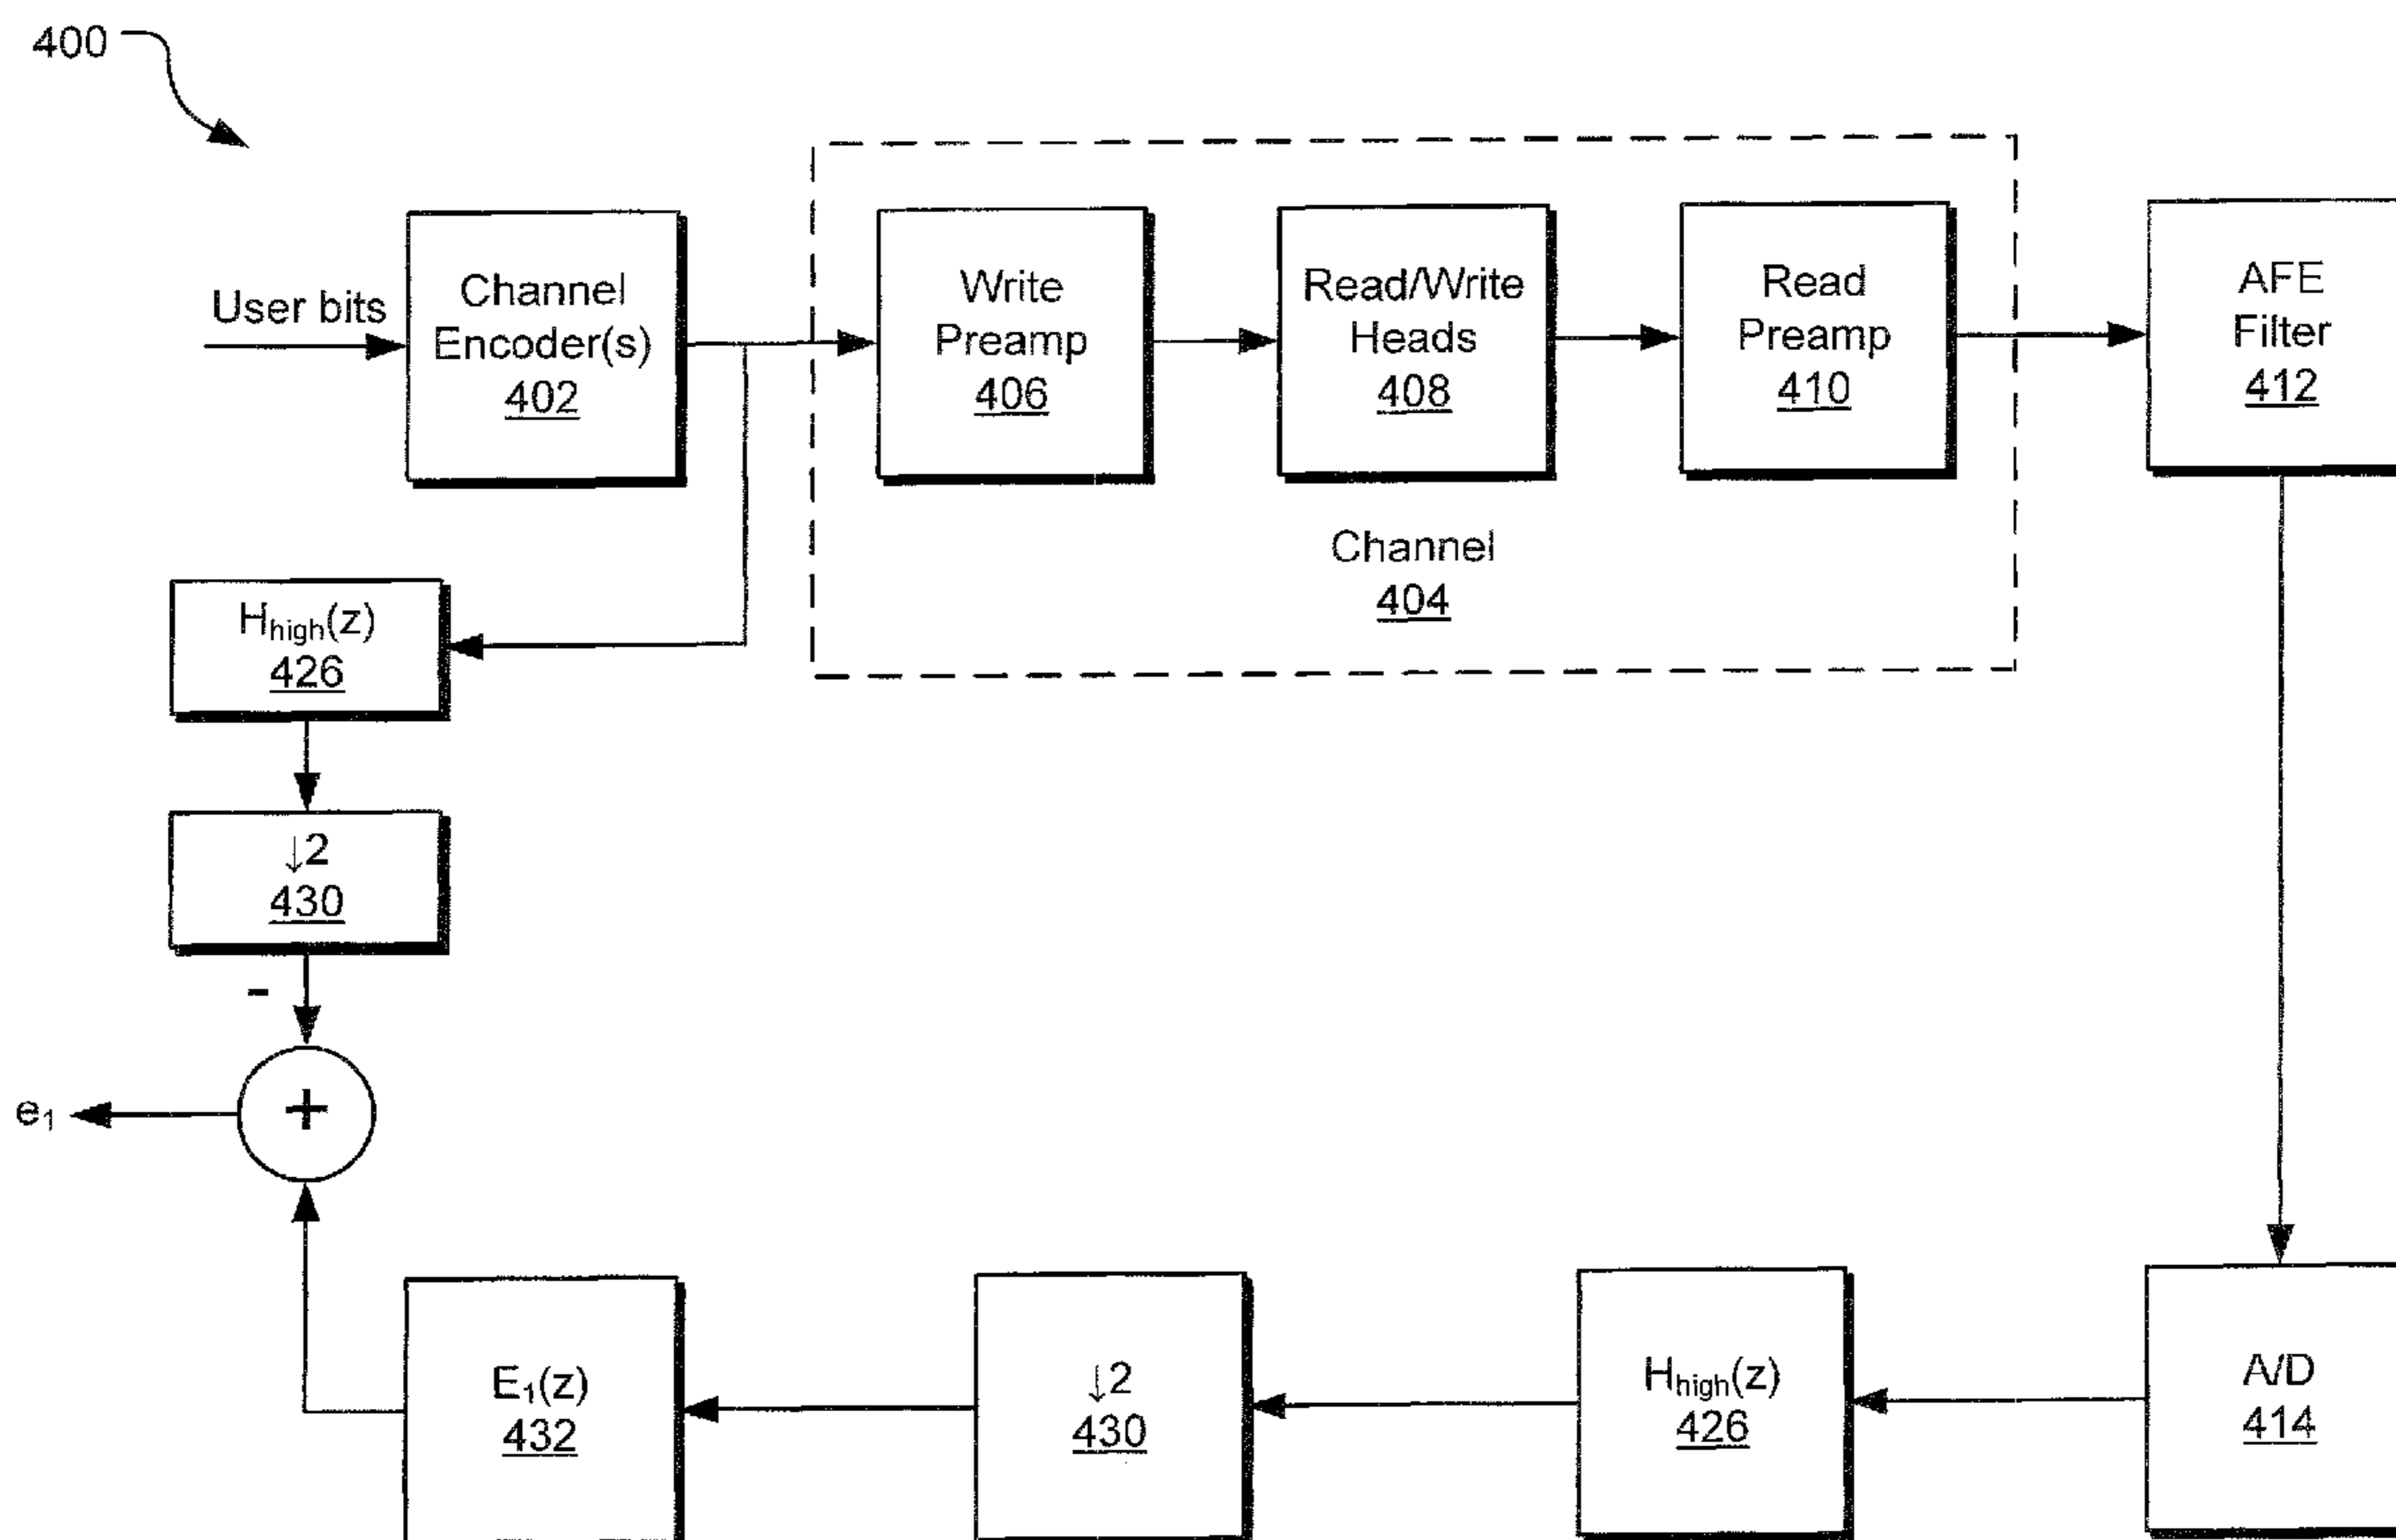 400
User bits
Channel
Encoder(s)
402
Write
Preamp
406
Read/Write
Heads
408
Read
Preamp
410
AFE
Filter
412
Channel
404
Hhigh(z)
426
↓2
430
-
+
e1
E1(z)
432
↓2
430
Hhigh(z)
426
A/D
414